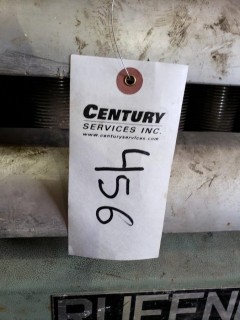 CENTURY
SERVICES INC.
www.centuryservices.com
456